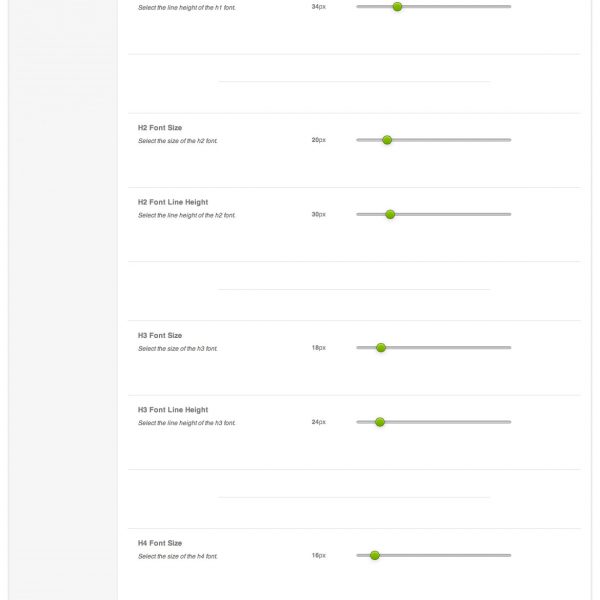 Select the line height of the h1 font. 34px
H2 Font Size
Select the size of the h2 font. 20px
H2 Font Line Height
Select the line height of the h2 font. 30px
H3 Font Size
Select the size of the h3 font. 18px
H3 Font Line Height
Select the line height of the h3 font. 24px
H4 Font Size
Select the size of the h4 font. 16px